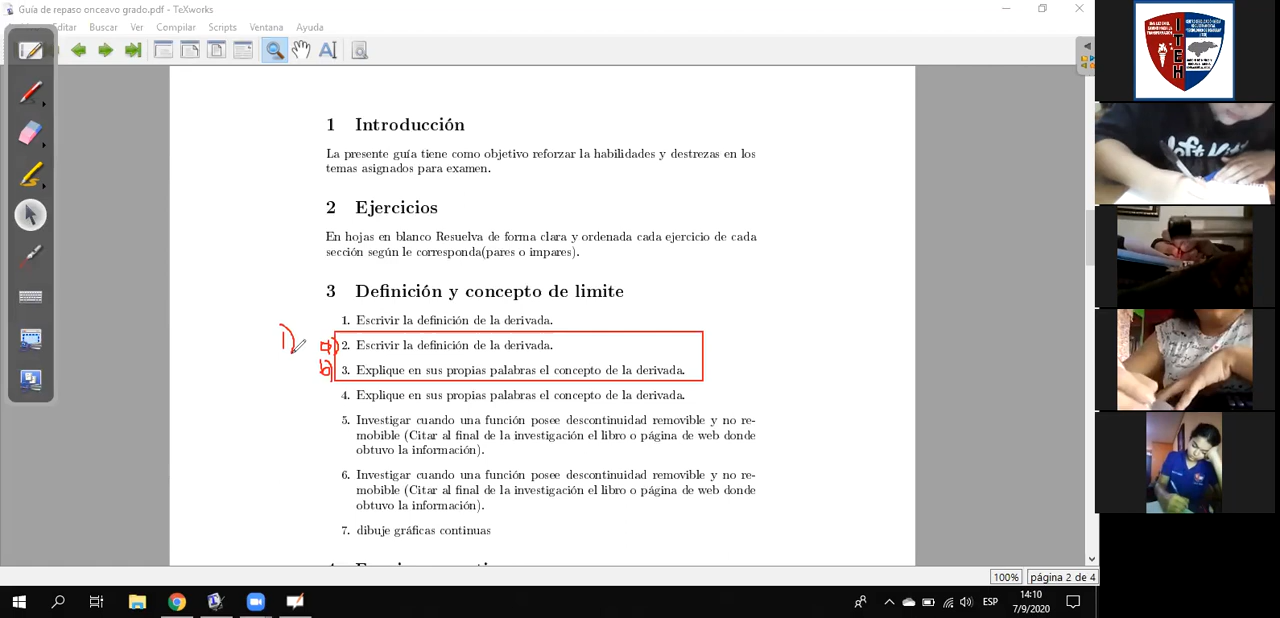 Guía de repaso onceavo grado.pdf - TeXworks
Editar Buscar Ver Compilar Scripts Ventana Ayuda
1 Introducción
La presente guía tiene como objetivo reforzar la habilidades y destrezas en los
temas asignados para examen.
2 Ejercicios
En hojas en blanco Resuelva de forma clara y ordenada cada ejercicio de cada
sección según le corresponda(pares o impares).
3 Definición y concepto de limite
1. Escrivir la definición de la derivada.
1)
a) 2. Escrivir la definición de la derivada.
b) 3. Explique en sus propias palabras el concepto de la derivada.
4. Explique en sus propias palabras el concepto de la derivada.
5. Investigar cuando una función posee descontinuidad removible y no re-
mobible (Citar al final de la investigación el libro o página de web donde
obtuvo la información).
6. Investigar cuando una función posee descontinuidad removible y no re-
mobible (Citar al final de la investigación el libro o página de web donde
obtuvo la información).
7. dibuje gráficas continuas
100% página 2 de 4
ESP
14:10
7/9/2020
ITEH